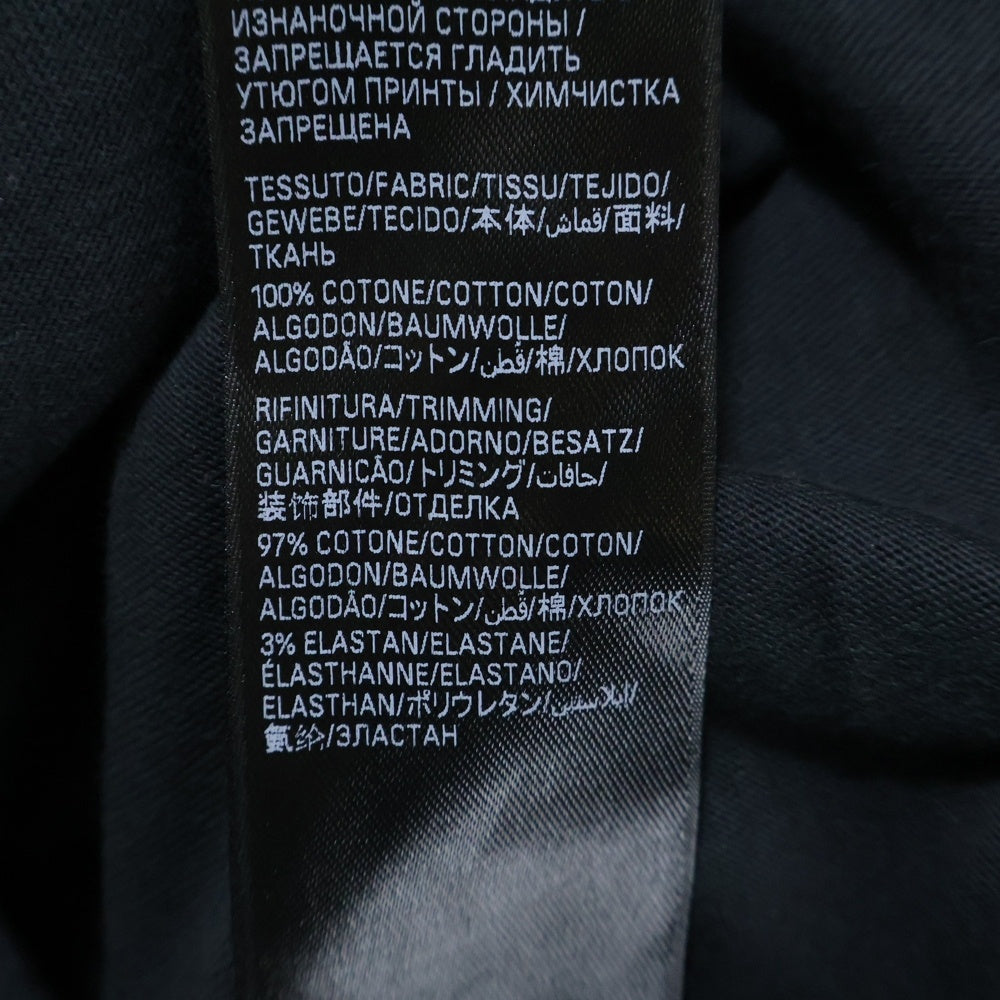 ИЗНАНОЧНОЙ СТОРОНЫ /
ЗАПРЕЩАЕТСЯ ГЛАДИТЬ
УТЮГОМ ПРИНТЫ / ХИМЧИСТКА
ЗАПРЕЩЕНА
TESSUTO/FABRIC/TISSU/TEJIDO/
GEWEBE/TECIDO/本体/قماش/面料/
ТКАНЬ
100% COTONE/COTTON/COTON/
ALGODON/BAUMWOLLE/
ALGODÃO/コットン/قُطن/棉/ХЛОПОК
RIFINITURA/TRIMMING/
GARNITURE/ADORNO/BESATZ/
GUARNICÃO/トリミング/حافات/
装饰部件/ОТДЕЛКА
97% COTONE/COTTON/COTON/
ALGODON/BAUMWOLLE/
ALGODÃO/コットン/قُطن/棉/ХЛОПОК
3% ELASTAN/ELASTANE/
ÉLASTHANNE/ELASTANO/
ELASTHAN/ポリウレタン/
氨纶/ЭЛАСТАН